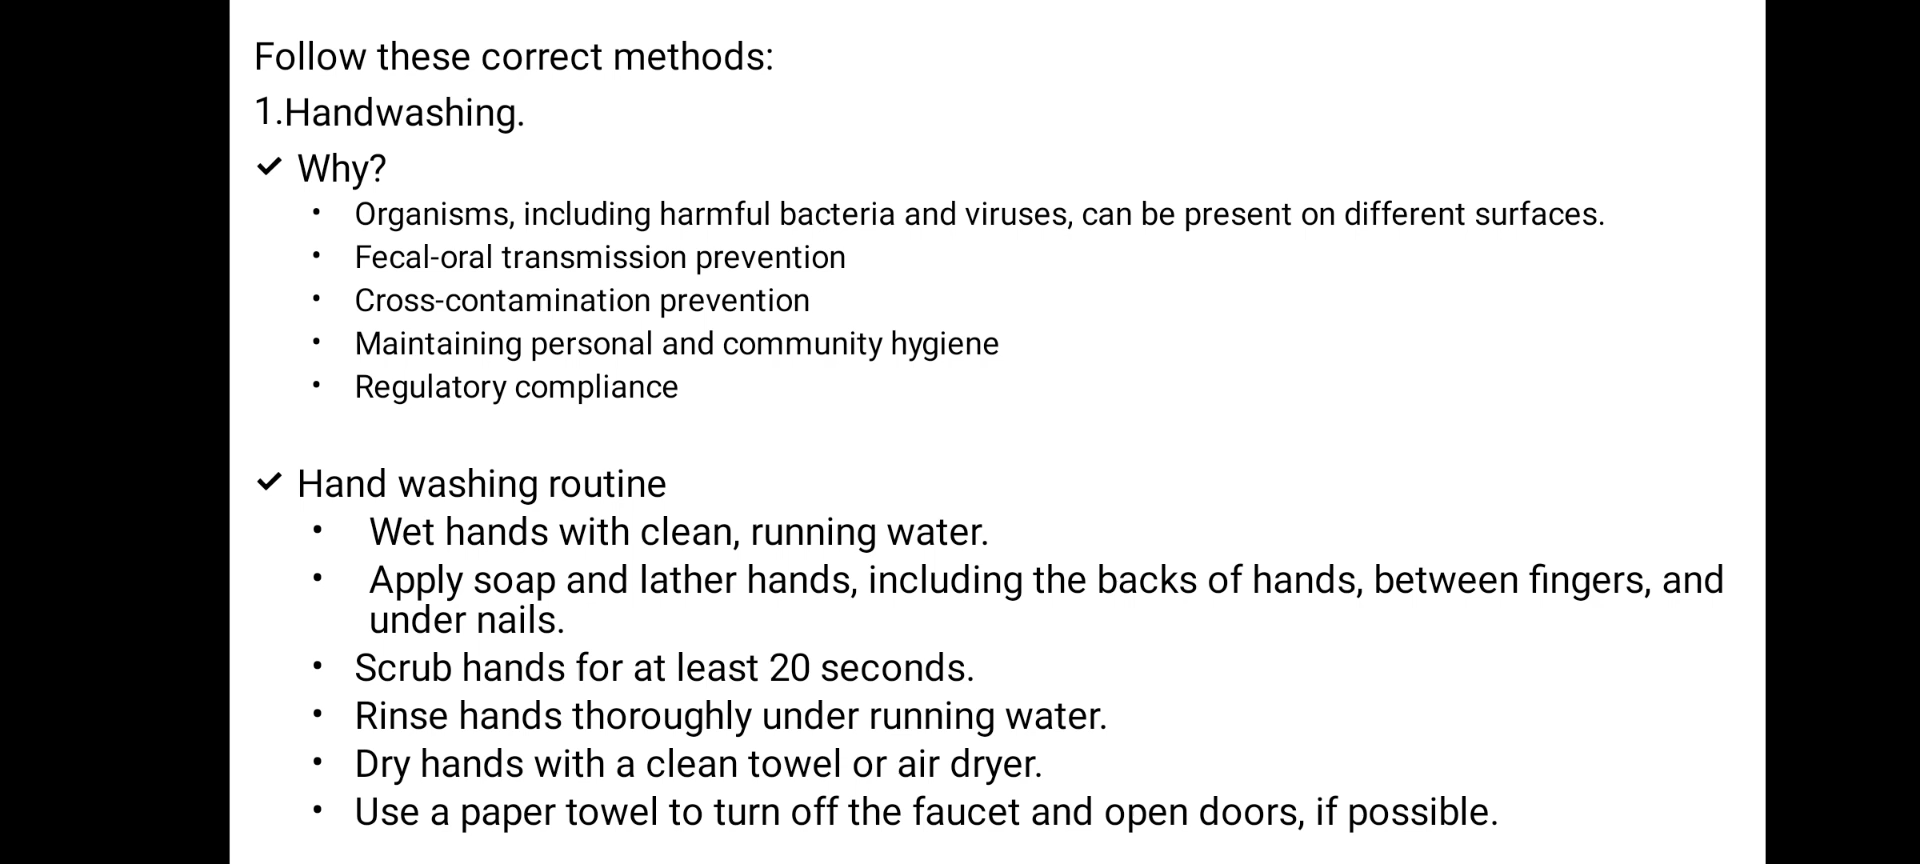 Follow these correct methods:
1.Handwashing.
✓ Why?
• Organisms, including harmful bacteria and viruses, can be present on different surfaces.
• Fecal-oral transmission prevention
• Cross-contamination prevention
• Maintaining personal and community hygiene
• Regulatory compliance
✓ Hand washing routine
• Wet hands with clean, running water.
• Apply soap and lather hands, including the backs of hands, between fingers, and
under nails.
• Scrub hands for at least 20 seconds.
• Rinse hands thoroughly under running water.
• Dry hands with a clean towel or air dryer.
• Use a paper towel to turn off the faucet and open doors, if possible.